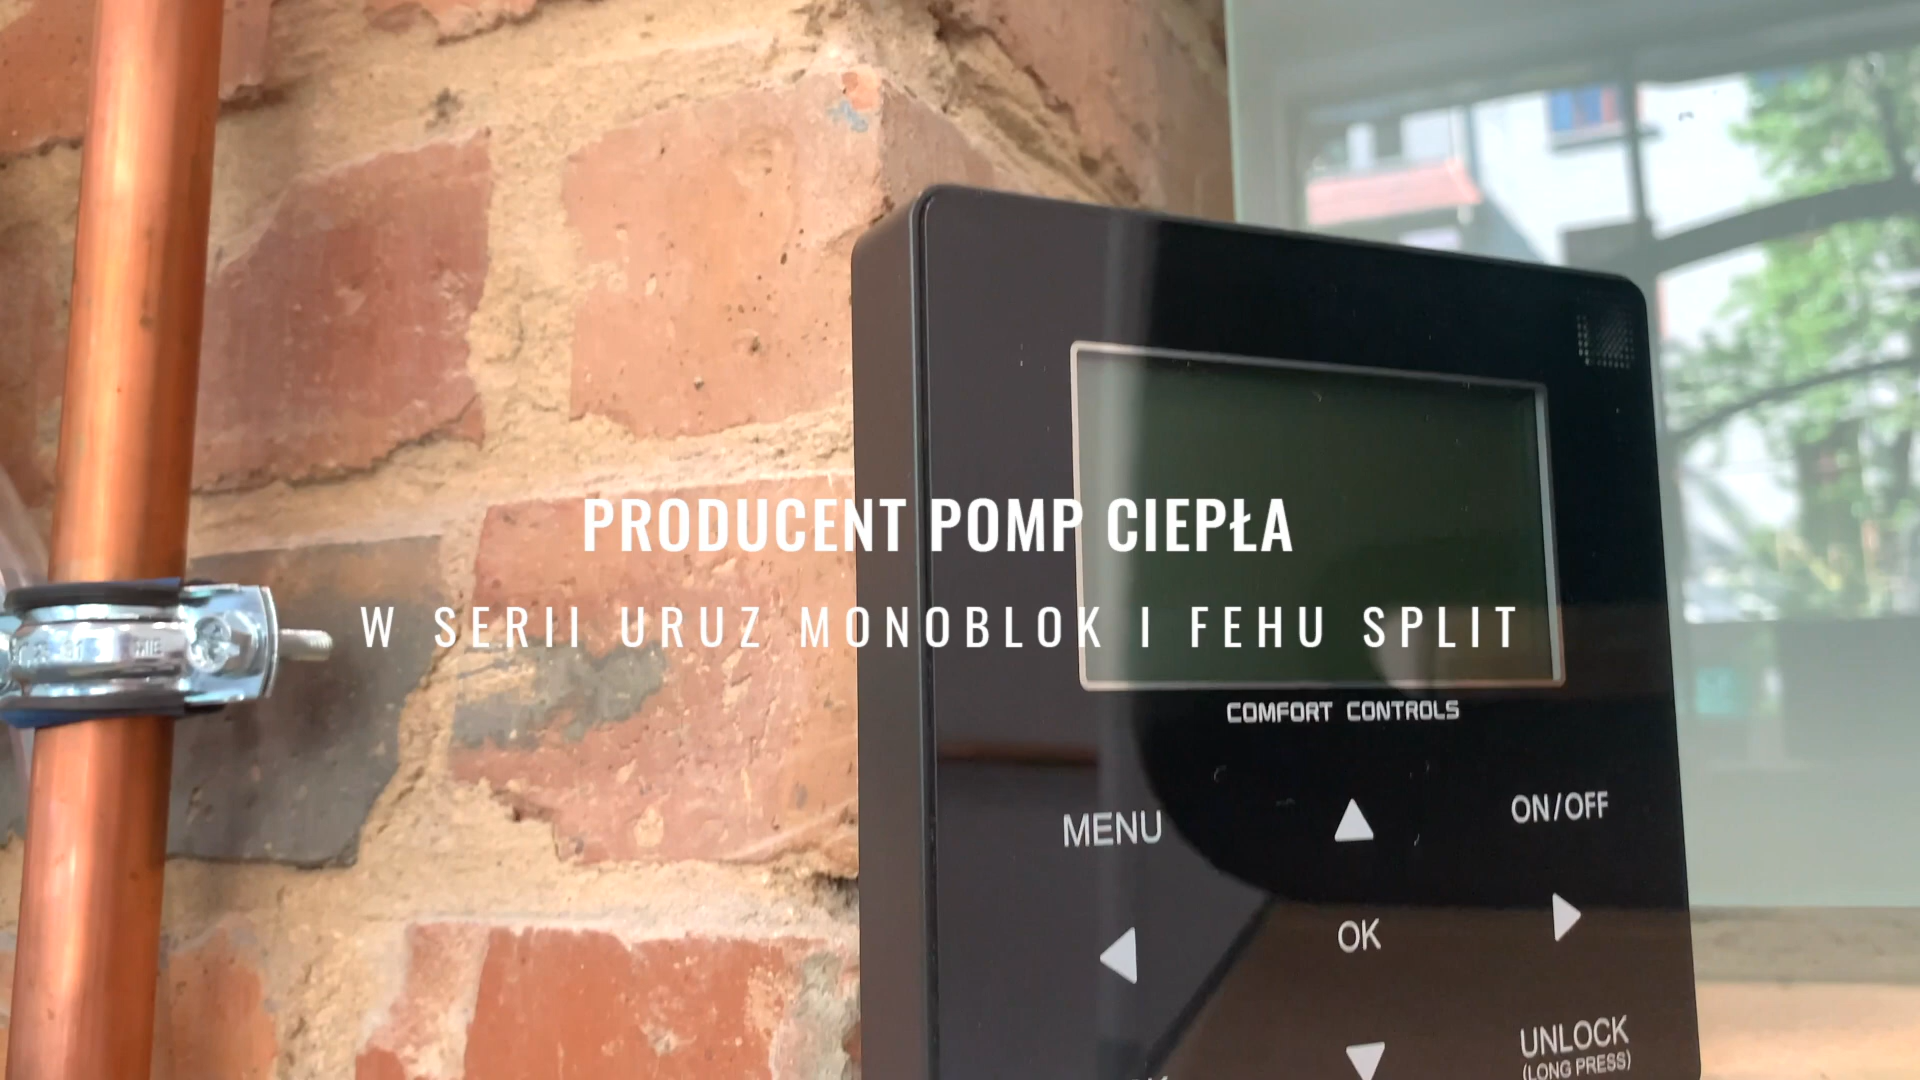 PRODUCENT POMP CIEPŁA
W SERII URUZ MONOBLOK I FEHU SPLIT
COMFORT CONTROLS
MENU
ON/OFF
OK
UNLOCK
(LONG PRESS)